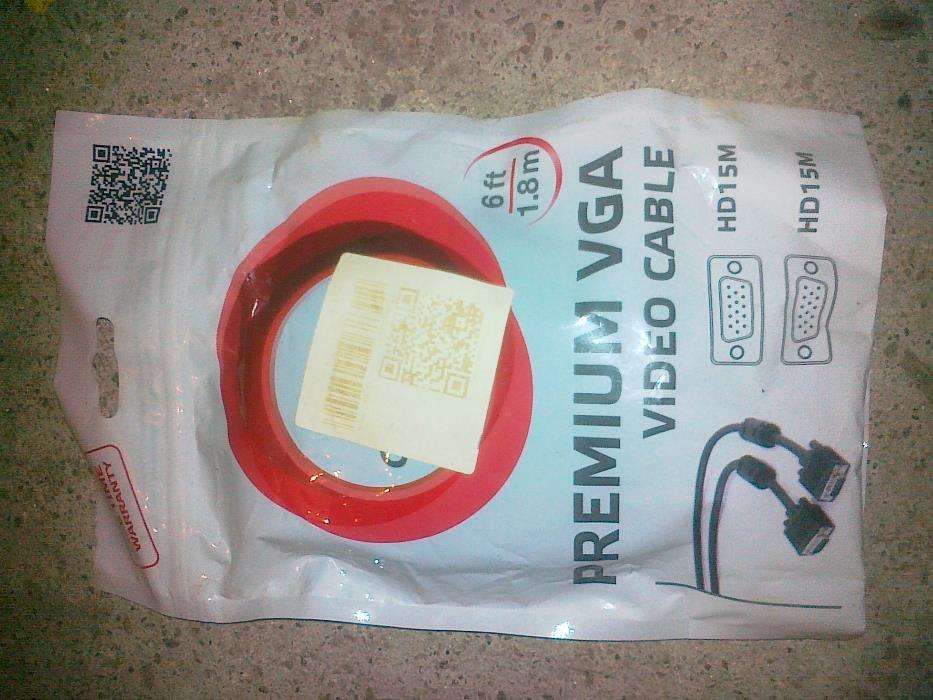 6 ft
1.8 m
PREMIUM VGA
VIDEO CABLE
HD15M
HD15M
WARRANTY